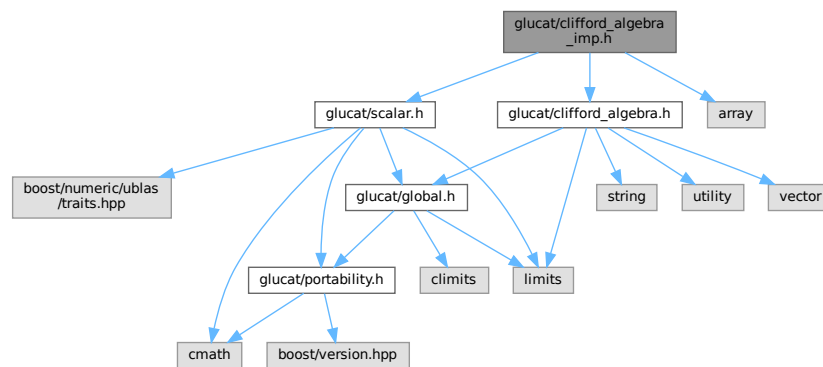 glucat/clifford_algebra
_imp.h
glucat/scalar.h
glucat/clifford_algebra.h
array
boost/numeric/ublas
/traits.hpp
glucat/global.h
string
utility
vector
glucat/portability.h
climits
limits
cmath
boost/version.hpp